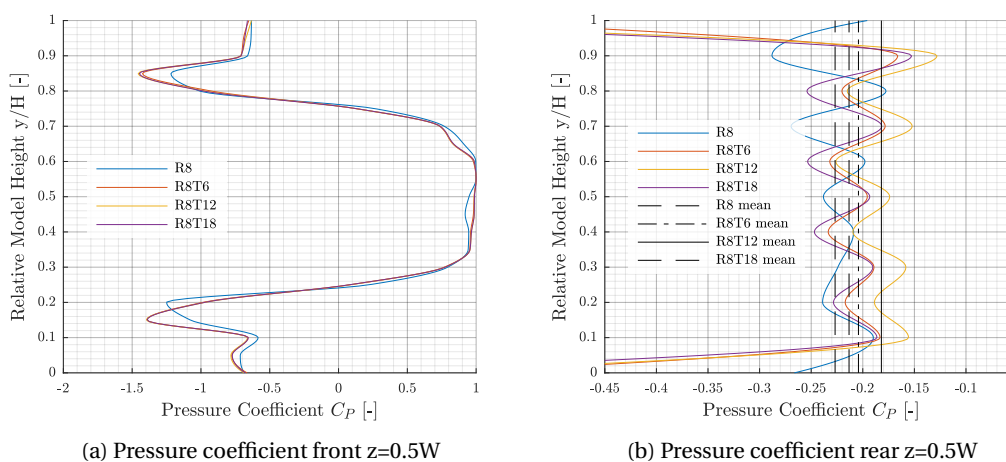 Relative Model Height y/H [-]
1
0.9
0.8
0.7
0.6
0.5
0.4
0.3
0.2
0.1
0
-2
-1.5
-1
-0.5
0
0.5
1
Pressure Coefficient C_P [-]
R8
R8T6
R8T12
R8T18
(a) Pressure coefficient front z=0.5W
Relative Model Height y/H [-]
1
0.9
0.8
0.7
0.6
0.5
0.4
0.3
0.2
0.1
0
-0.45
-0.4
-0.35
-0.3
-0.25
-0.2
-0.15
-0.1
-0.05
Pressure Coefficient C_P [-]
R8
R8T6
R8T12
R8T18
R8 mean
R8T6 mean
R8T12 mean
R8T18 mean
(b) Pressure coefficient rear z=0.5W